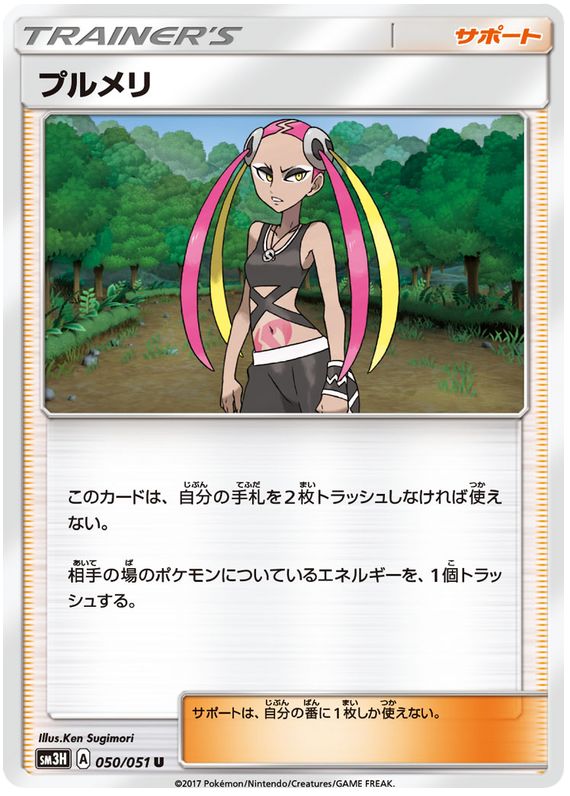 TRAINER'S サポート
プルメリ
このカードは、自分の手札を2枚トラッシュしなければ使え
ない。
相手の場のポケモンについているエネルギーを、1個トラッ
シュする。
サポートは、自分の番に1枚しか使えない。
Illus.Ken Sugimori
SM3H A 050/051 U
©2017 Pokémon/Nintendo/Creatures/GAME FREAK.